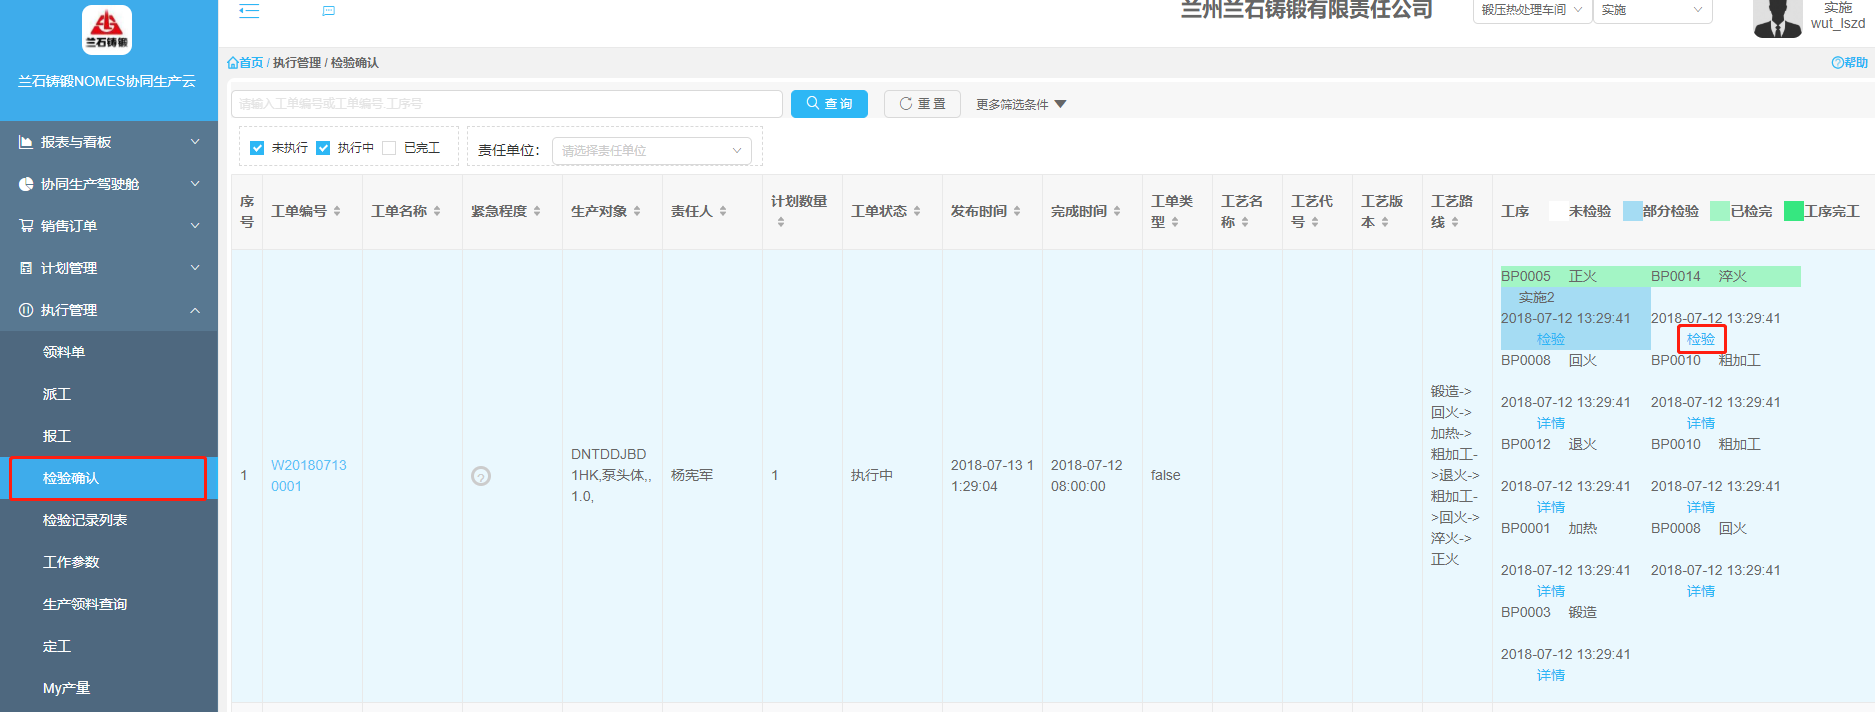 兰石铸锻
兰石铸锻NOMES协同生产云
报表与看板
协同生产驾驶舱
销售订单
计划管理
执行管理
领料单
派工
报工
检验确认
检验记录列表
工作参数
生产领料查询
定工
My产量
兰州兰石铸锻有限责任公司
锻压热处理车间
实施
实施
wut_lszd
首页 / 执行管理 / 检验确认
帮助
请输入工单编号或工单编号,工序号
查 询
重 置
更多筛选条件
未执行
执行中
已完工
责任单位：
请选择责任单位
序号
工单编号
工单名称
紧急程度
生产对象
责任人
计划数量
工单状态
发布时间
完成时间
工单类型
工艺名称
工艺代号
工艺版本
工艺路线
工序
未检验
部分检验
已检完
工序完工
1
W20180713
0001
DNTDDJBD
1HK,泵头体,,
1.0,
杨宪军
1
执行中
2018-07-13 1
1:29:04
2018-07-12
08:00:00
false
锻造->
回火->
加热->
粗加工-
>退火->
粗加工-
>回火->
淬火->
正火
BP0005 正火 BP0014 淬火
实施2
2018-07-12 13:29:41 2018-07-12 13:29:41
检验 检验
BP0008 回火 BP0010 粗加工
2018-07-12 13:29:41 2018-07-12 13:29:41
详情 详情
BP0012 退火 BP0010 粗加工
2018-07-12 13:29:41 2018-07-12 13:29:41
详情 详情
BP0001 加热 BP0008 回火
2018-07-12 13:29:41 2018-07-12 13:29:41
详情 详情
BP0003 锻造
2018-07-12 13:29:41
详情